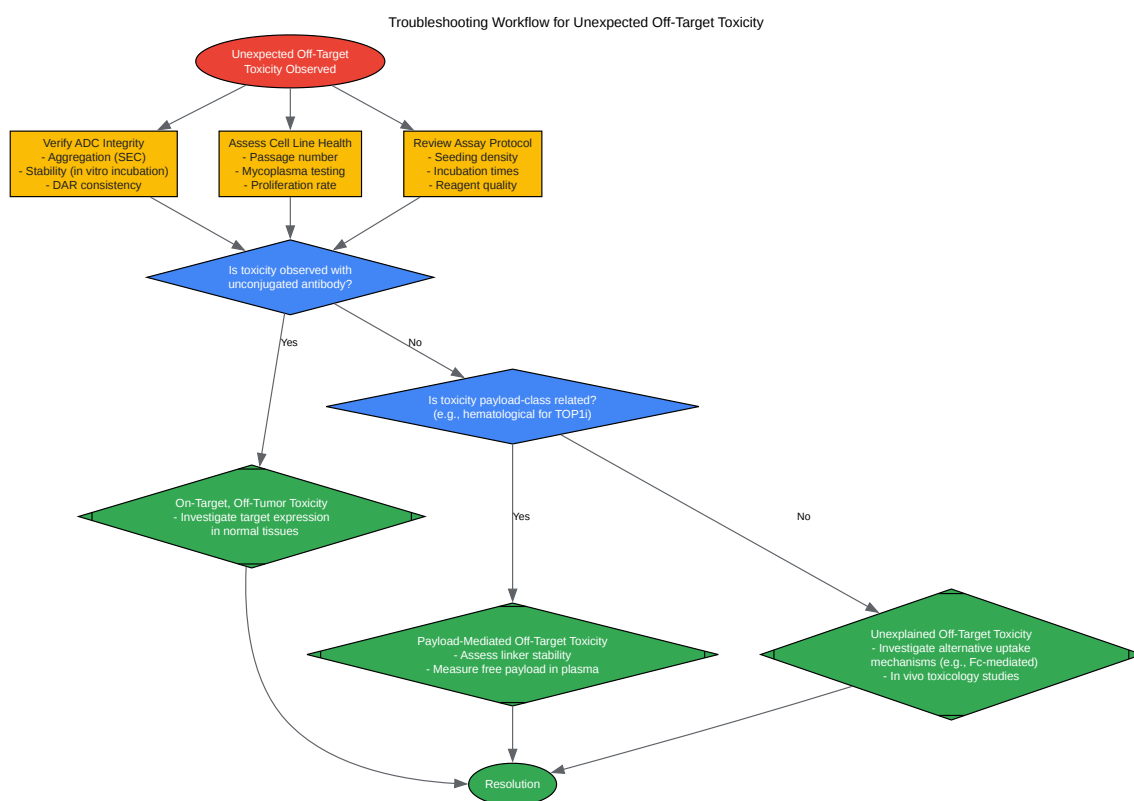 Troubleshooting Workflow for Unexpected Off-Target Toxicity
Unexpected Off-Target
Toxicity Observed
Verify ADC Integrity
- Aggregation (SEC)
- Stability (in vitro incubation)
- DAR consistency
Assess Cell Line Health
- Passage number
- Mycoplasma testing
- Proliferation rate
Review Assay Protocol
- Seeding density
- Incubation times
- Reagent quality
Is toxicity observed with
unconjugated antibody?
Yes
No
Is toxicity payload-class related?
(e.g., hematological for TOP1i)
On-Target, Off-Tumor Toxicity
- Investigate target expression
in normal tissues
Yes
No
Payload-Mediated Off-Target Toxicity
- Assess linker stability
- Measure free payload in plasma
Unexplained Off-Target Toxicity
- Investigate alternative uptake
mechanisms (e.g., Fc-mediated)
- In vivo toxicology studies
Resolution